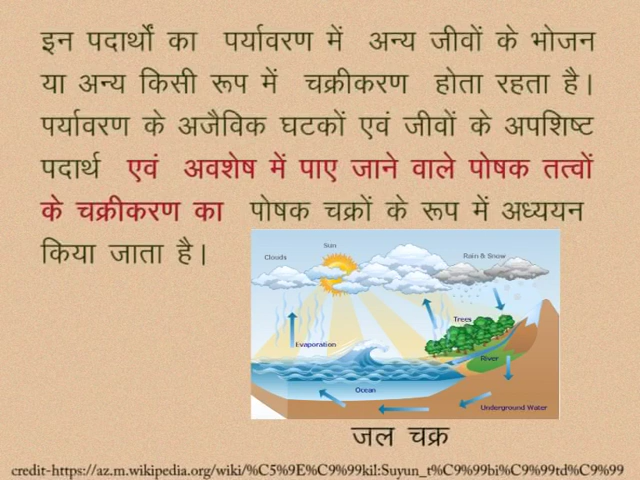 इन पदार्थों का पर्यावरण में अन्य जीवों के भोजन
या अन्य किसी रूप में चक्रीकरण होता रहता है।
पर्यावरण के अजैविक घटकों एवं जीवों के अपशिष्ट
पदार्थ एवं अवशेष में पाए जाने वाले पोषक तत्वों
के चक्रीकरण का पोषक चक्रों के रूप में अध्ययन
किया जाता है।
Sun
Clouds
Rain & Snow
Trees
Evaporation
River
Ocean
Underground Water
जल चक्र
credit-https://az.m.wikipedia.org/wiki/%C5%9E%C9%99kil:Suyun_t%C9%99bi%C9%99td%C9%99